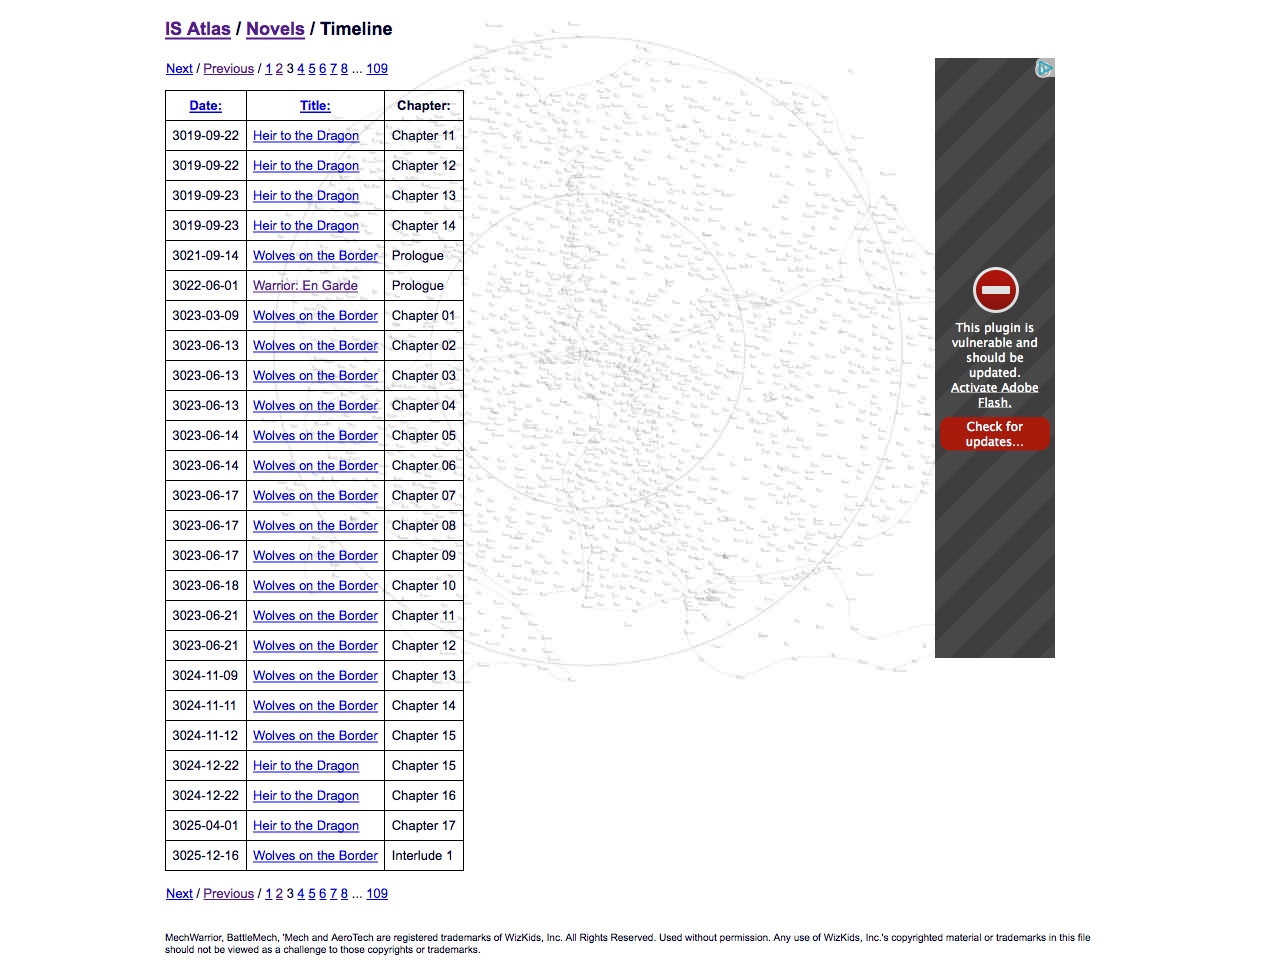 IS Atlas / Novels / Timeline
Next / Previous / 1 2 3 4 5 6 7 8 ... 109
Date: Title: Chapter:
3019-09-22 Heir to the Dragon Chapter 11
3019-09-22 Heir to the Dragon Chapter 12
3019-09-23 Heir to the Dragon Chapter 13
3019-09-23 Heir to the Dragon Chapter 14
3021-09-14 Wolves on the Border Prologue
3022-06-01 Warrior: En Garde Prologue
3023-03-09 Wolves on the Border Chapter 01
3023-06-13 Wolves on the Border Chapter 02
3023-06-13 Wolves on the Border Chapter 03
3023-06-13 Wolves on the Border Chapter 04
3023-06-14 Wolves on the Border Chapter 05
3023-06-14 Wolves on the Border Chapter 06
3023-06-17 Wolves on the Border Chapter 07
3023-06-17 Wolves on the Border Chapter 08
3023-06-17 Wolves on the Border Chapter 09
3023-06-18 Wolves on the Border Chapter 10
3023-06-21 Wolves on the Border Chapter 11
3023-06-21 Wolves on the Border Chapter 12
3024-11-09 Wolves on the Border Chapter 13
3024-11-11 Wolves on the Border Chapter 14
3024-11-12 Wolves on the Border Chapter 15
3024-12-22 Heir to the Dragon Chapter 15
3024-12-22 Heir to the Dragon Chapter 16
3025-04-01 Heir to the Dragon Chapter 17
3025-12-16 Wolves on the Border Interlude 1
Next / Previous / 1 2 3 4 5 6 7 8 ... 109
This plugin is
vulnerable and
should be
updated.
Activate Adobe
Flash.
Check for
updates...
MechWarrior, BattleMech, 'Mech and AeroTech are registered trademarks of WizKids, Inc. All Rights Reserved. Used without permission. Any use of WizKids, Inc.'s copyrighted material or trademarks in this file
should not be viewed as a challenge to those copyrights or trademarks.